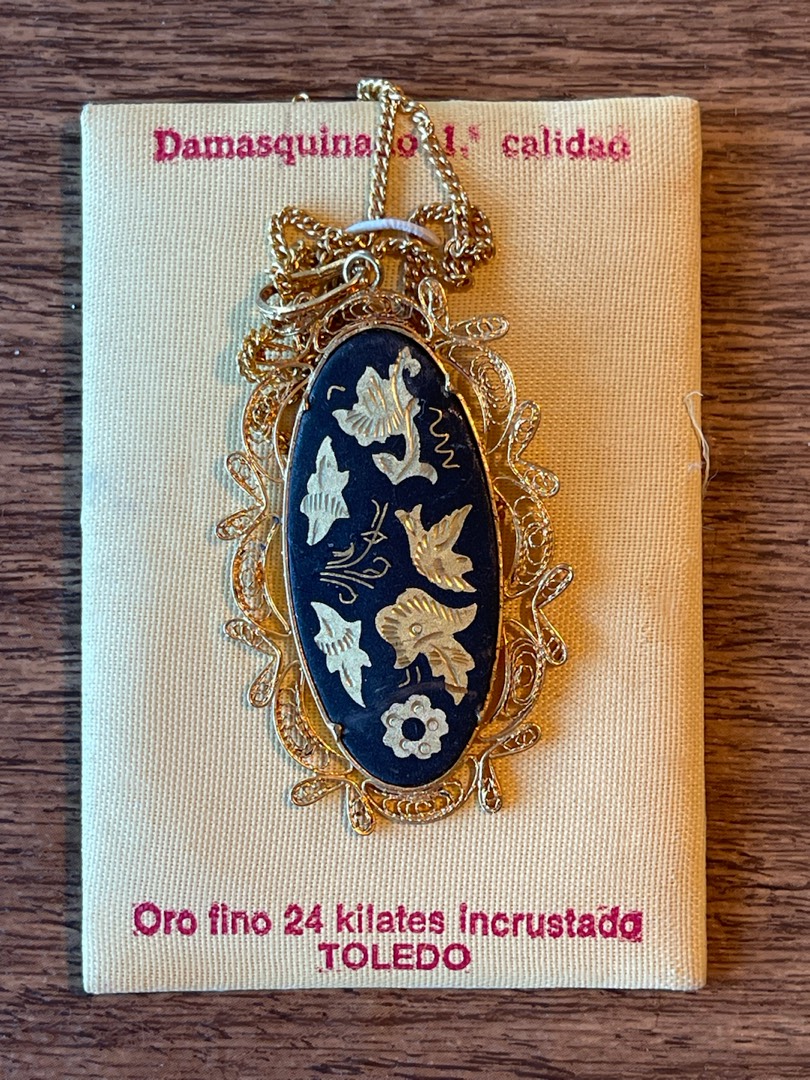 Damasquinado 1.ª calidad
Oro fino 24 kilates incrustado
TOLEDO